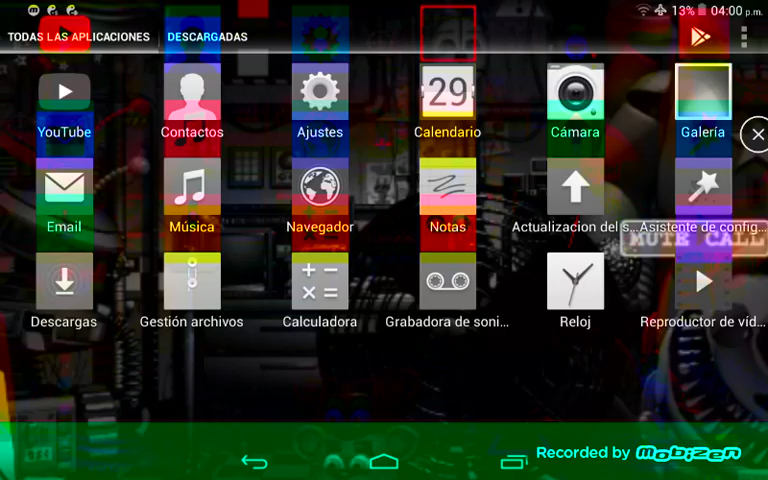 13% 04:00 p.m.
TODAS LAS APLICACIONES DESCARGADAS
29
YouTube Contactos Ajustes Calendario Cámara Galería
Email Música Navegador Notas Actualizacion del s... Asistente de config...
MUTE CALL
Descargas Gestión archivos Calculadora Grabadora de soni... Reloj Reproductor de víd...
Recorded by Mobizen